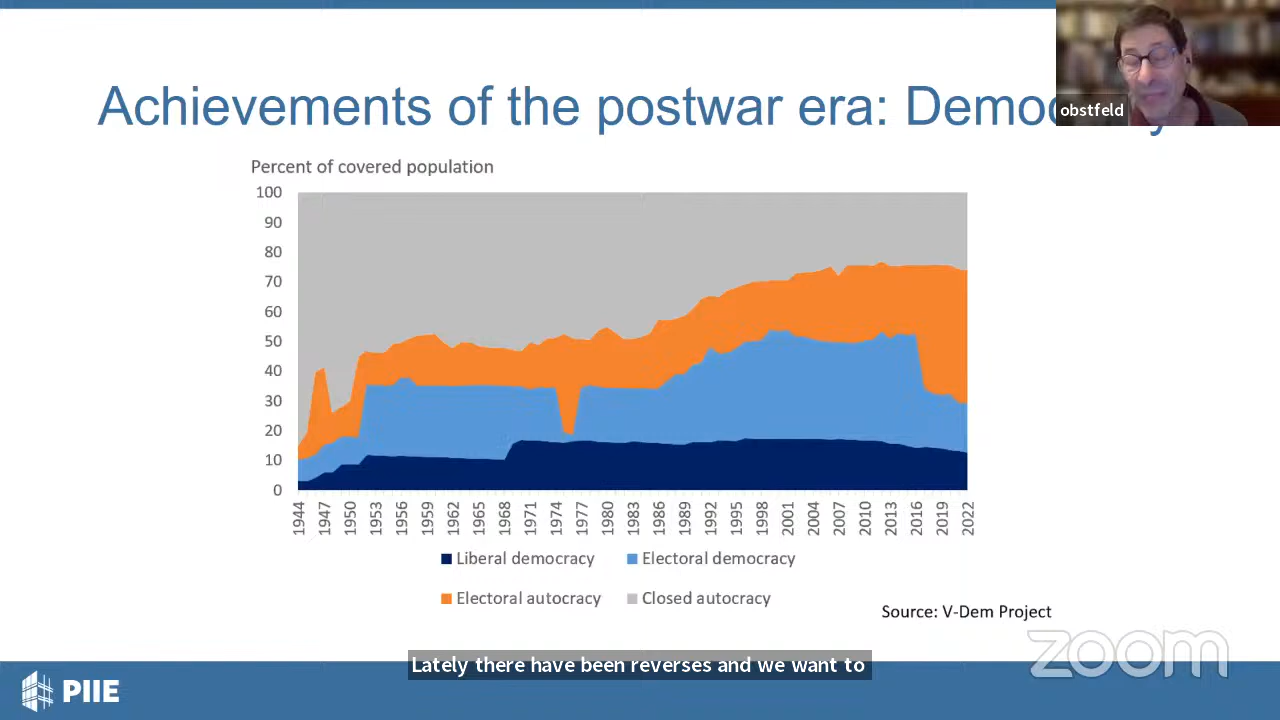 Achievements of the postwar era: Democ y
obstfeld
Percent of covered population
100
90
80
70
60
50
40
30
20
10
0
1944 1947 1950 1953 1956 1959 1962 1965 1968 1971 1974 1977 1980 1983 1986 1989 1992 1995 1998 2001 2004 2007 2010 2013 2016 2019 2022
Liberal democracy Electoral democracy
Electoral autocracy Closed autocracy
Source: V-Dem Project
zoom
Lately there have been reverses and we want to
PIIE